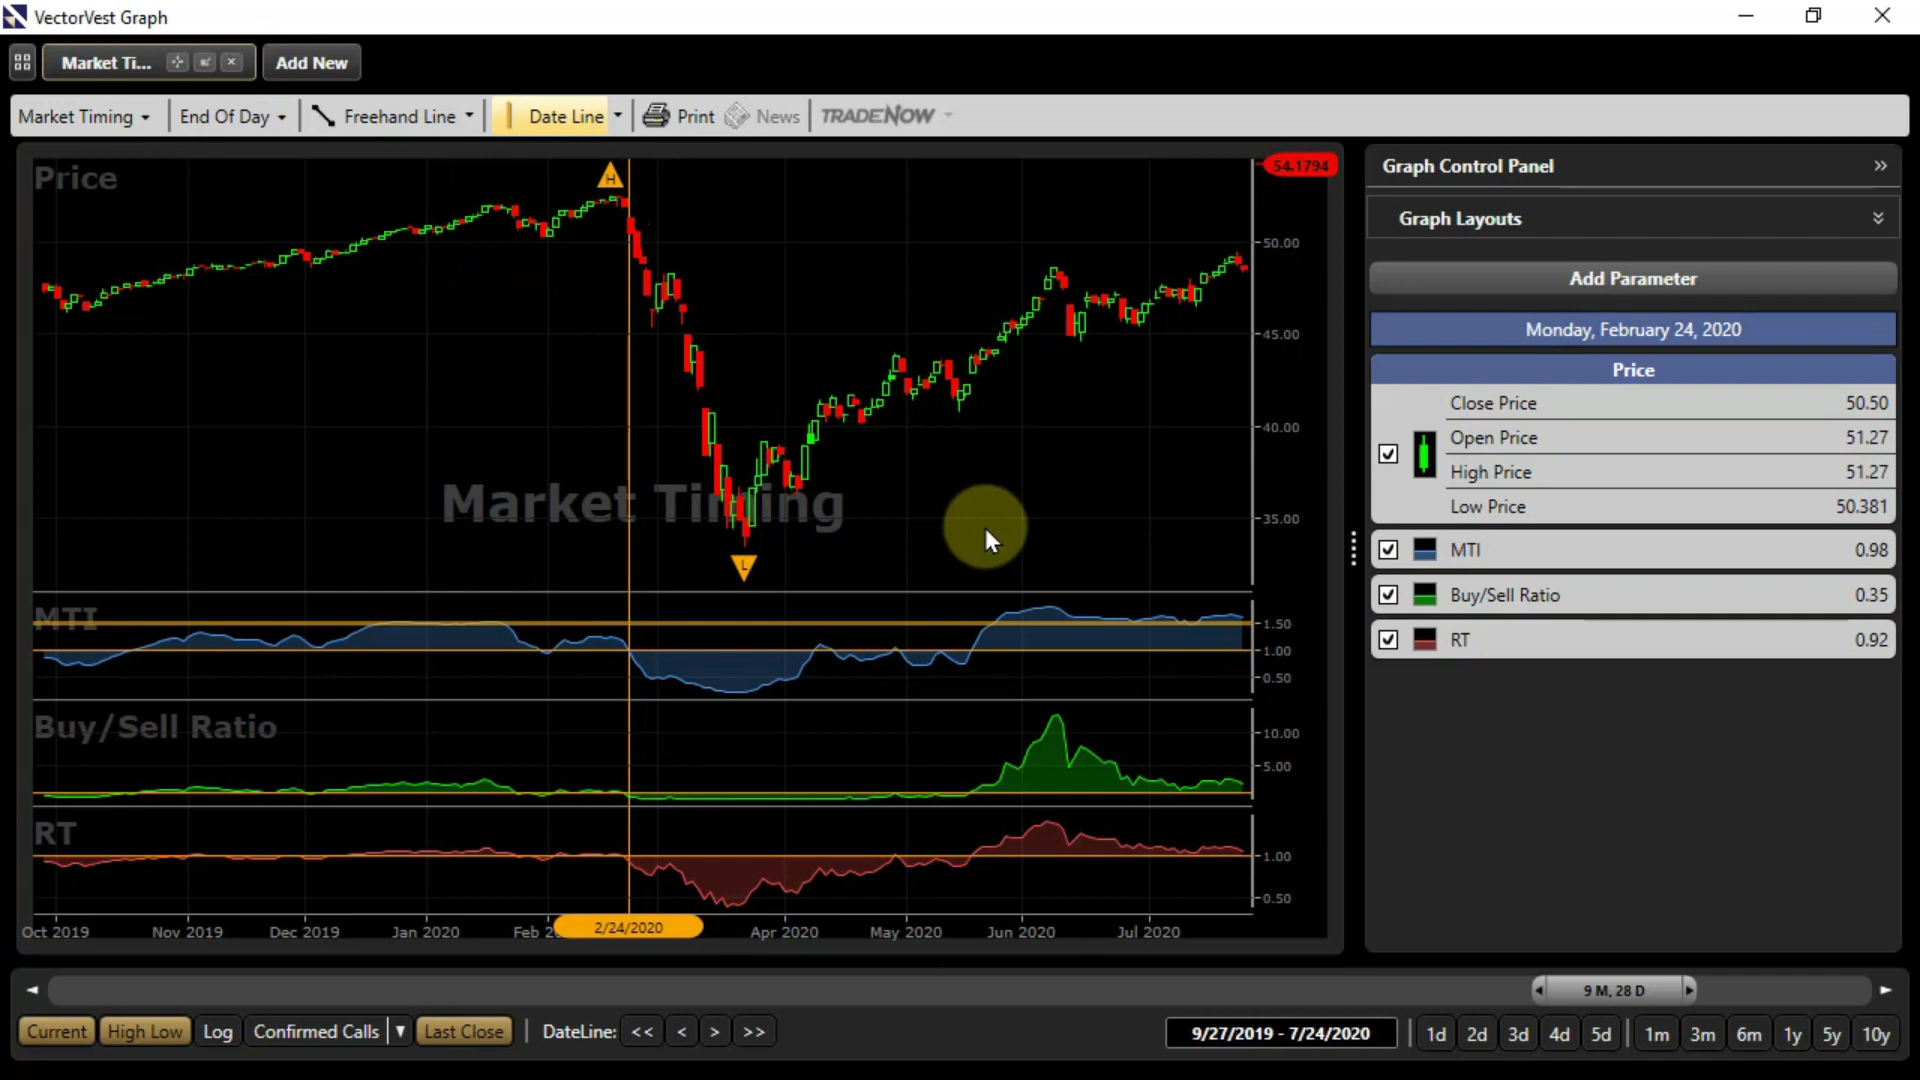 VectorVest Graph
Market Ti...
Add New
Market Timing
End Of Day
Freehand Line
Date Line
Print
News
TRADENOW
Price
H
54.1794
50.00
45.00
40.00
35.00
Market Timing
L
MTI
1.50
1.00
0.50
Buy/Sell Ratio
10.00
5.00
RT
1.00
0.50
Oct 2019
Nov 2019
Dec 2019
Jan 2020
Feb 2
2/24/2020
Apr 2020
May 2020
Jun 2020
Jul 2020
Graph Control Panel
Graph Layouts
Add Parameter
Monday, February 24, 2020
Price
Close Price 50.50
Open Price 51.27
High Price 51.27
Low Price 50.381
MTI 0.98
Buy/Sell Ratio 0.35
RT 0.92
9 M, 28 D
Current
High Low
Log
Confirmed Calls
Last Close
DateLine: << < > >>
9/27/2019 - 7/24/2020
1d 2d 3d 4d 5d
1m 3m 6m 1y 5y 10y